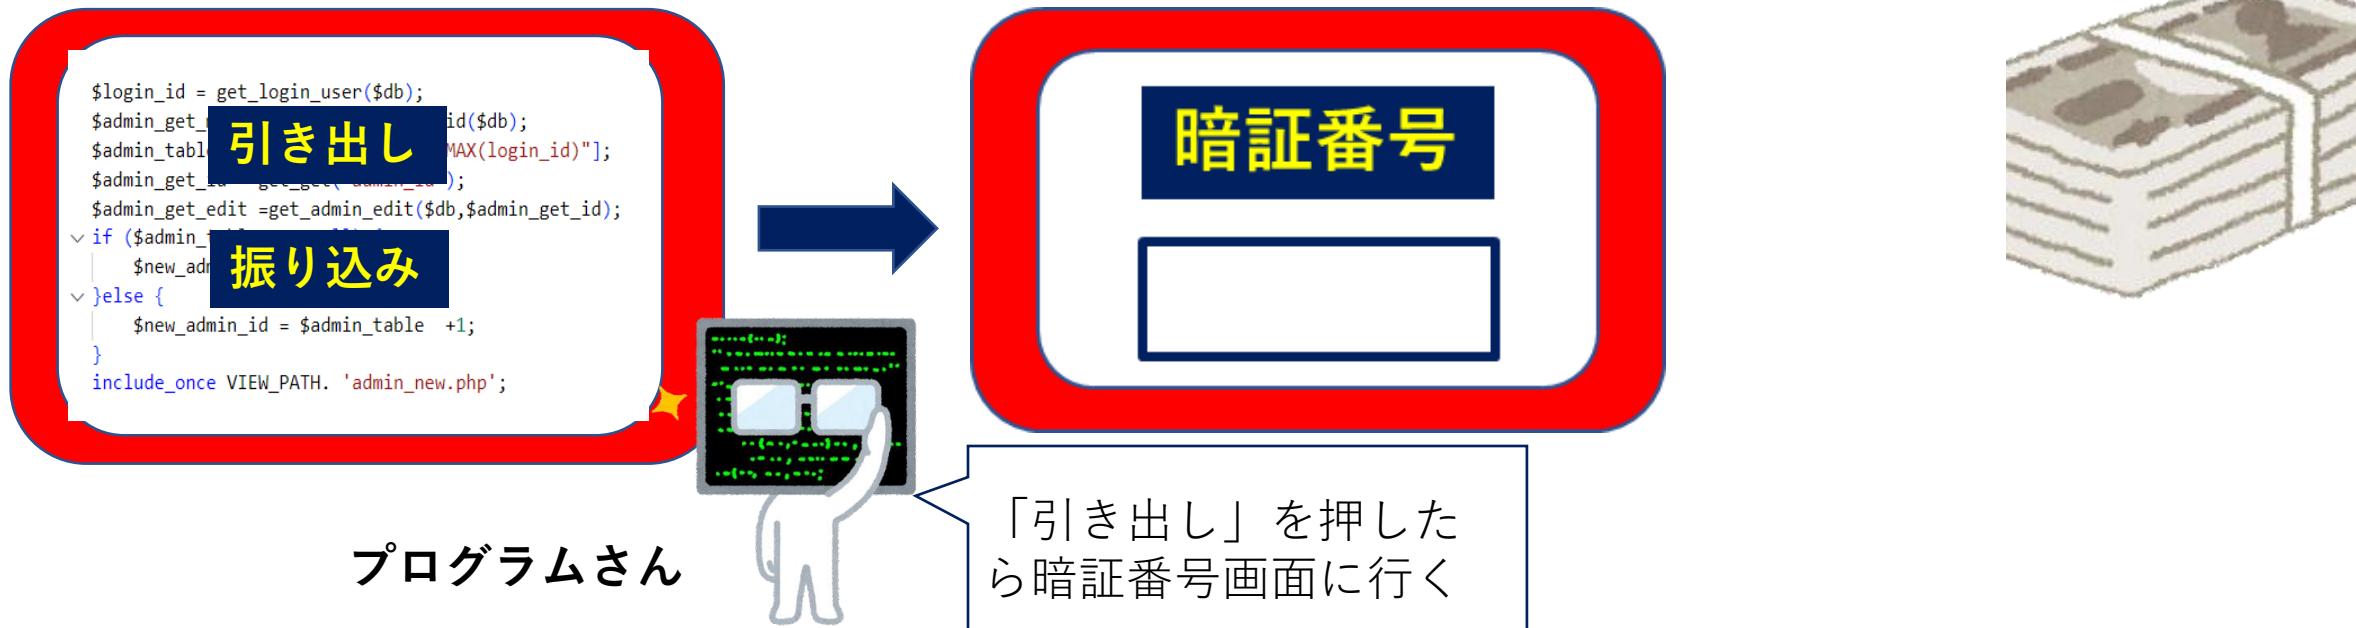 $login_id = get_login_user($db);
$admin_get_ id($db);
$admin_tabl MAX(login_id)"];
$admin_get_id );
$admin_get_edit =get_admin_edit($db,$admin_get_id);
if ($admin_
$new_adm
}else {
$new_admin_id = $admin_table +1;
}
include_once VIEW_PATH. 'admin_new.php';
引き出し
振り込み
暗証番号
プログラムさん
「引き出し」を押した
ら暗証番号画面に行く